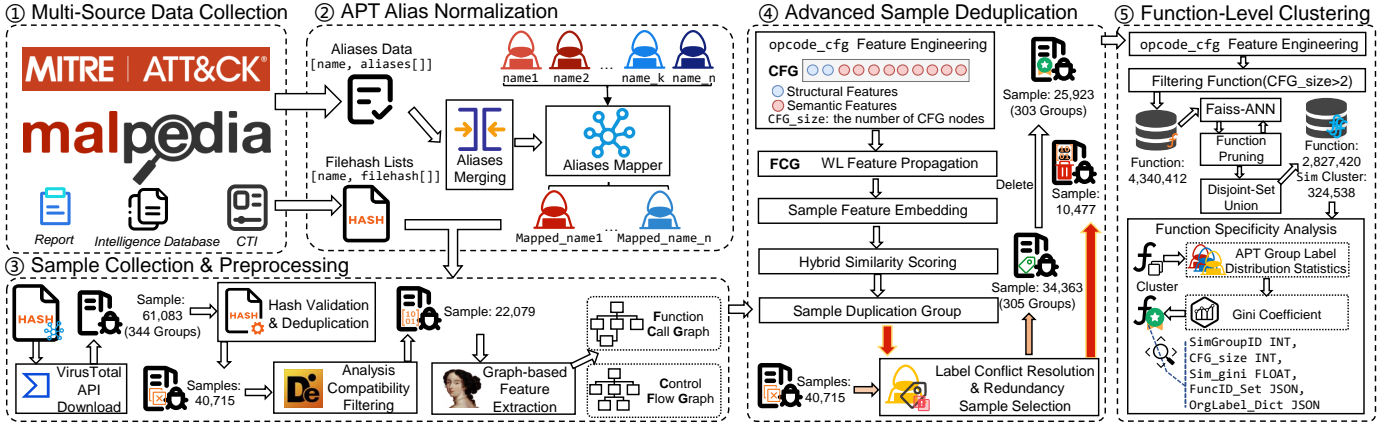 ① Multi-Source Data Collection
MITRE | ATT&CK®
malpedia
Report
Intelligence Database
CTI
② APT Alias Normalization
Aliases Data
[name, aliases[]]
Filehash Lists
[name, filehash[]]
HASH
Aliases
Merging
name1
name2
...
name_k
name_n
Aliases Mapper
Mapped_name1
...
Mapped_name_n
③ Sample Collection & Preprocessing
HASH
Sample:
61,083
(344 Groups)
VirusTotal
API
Download
HASH
Hash Validation
& Deduplication
Samples:
40,715
De
Analysis
Compatibility
Filtering
[10
01]
Sample: 22,079
Graph-based
Feature
Extraction
Function
Call Graph
Control
Flow Graph
④ Advanced Sample Deduplication
opcode_cfg Feature Engineering
CFG
Structural Features
Semantic Features
CFG_size: the number of CFG nodes
FCG WL Feature Propagation
Sample Feature Embedding
Hybrid Similarity Scoring
Sample Duplication Group
Samples:
40,715
Label Conflict Resolution
& Redundancy
Sample Selection
Sample: 25,923
(303 Groups)
Delete
Sample:
10,477
Sample: 34,363
(305 Groups)
⑤ Function-Level Clustering
opcode_cfg Feature Engineering
Filtering Function(CFG_size>2)
Function:
4,340,412
Faiss-ANN
Function
Pruning
Disjoint-Set
Union
Function:
2,827,420
Sim Cluster:
324,538
Function Specificity Analysis
Cluster
APT Group Label
Distribution Statistics
Gini Coefficient
SimGroupID INT,
CFG_size INT,
Sim_gini FLOAT,
FuncID_Set JSON,
OrgLabel_Dict JSON